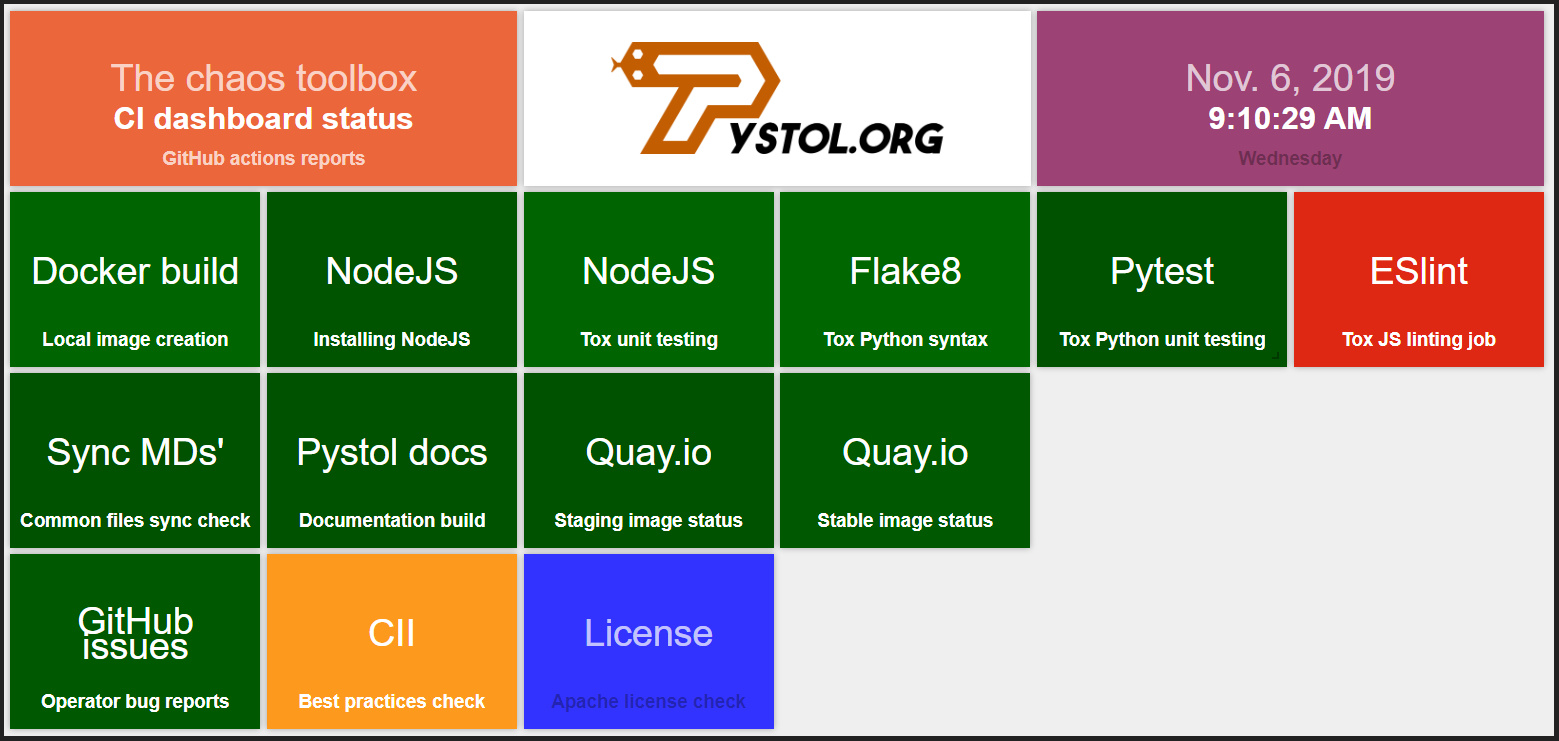 The chaos toolbox
CI dashboard status
GitHub actions reports
PYSTOL.ORG
Nov. 6, 2019
9:10:29 AM
Wednesday
Docker build
Local image creation
NodeJS
Installing NodeJS
NodeJS
Tox unit testing
Flake8
Tox Python syntax
Pytest
Tox Python unit testing
ESlint
Tox JS linting job
Sync MDs'
Common files sync check
Pystol docs
Documentation build
Quay.io
Staging image status
Quay.io
Stable image status
GitHub
issues
Operator bug reports
CII
Best practices check
License
Apache license check